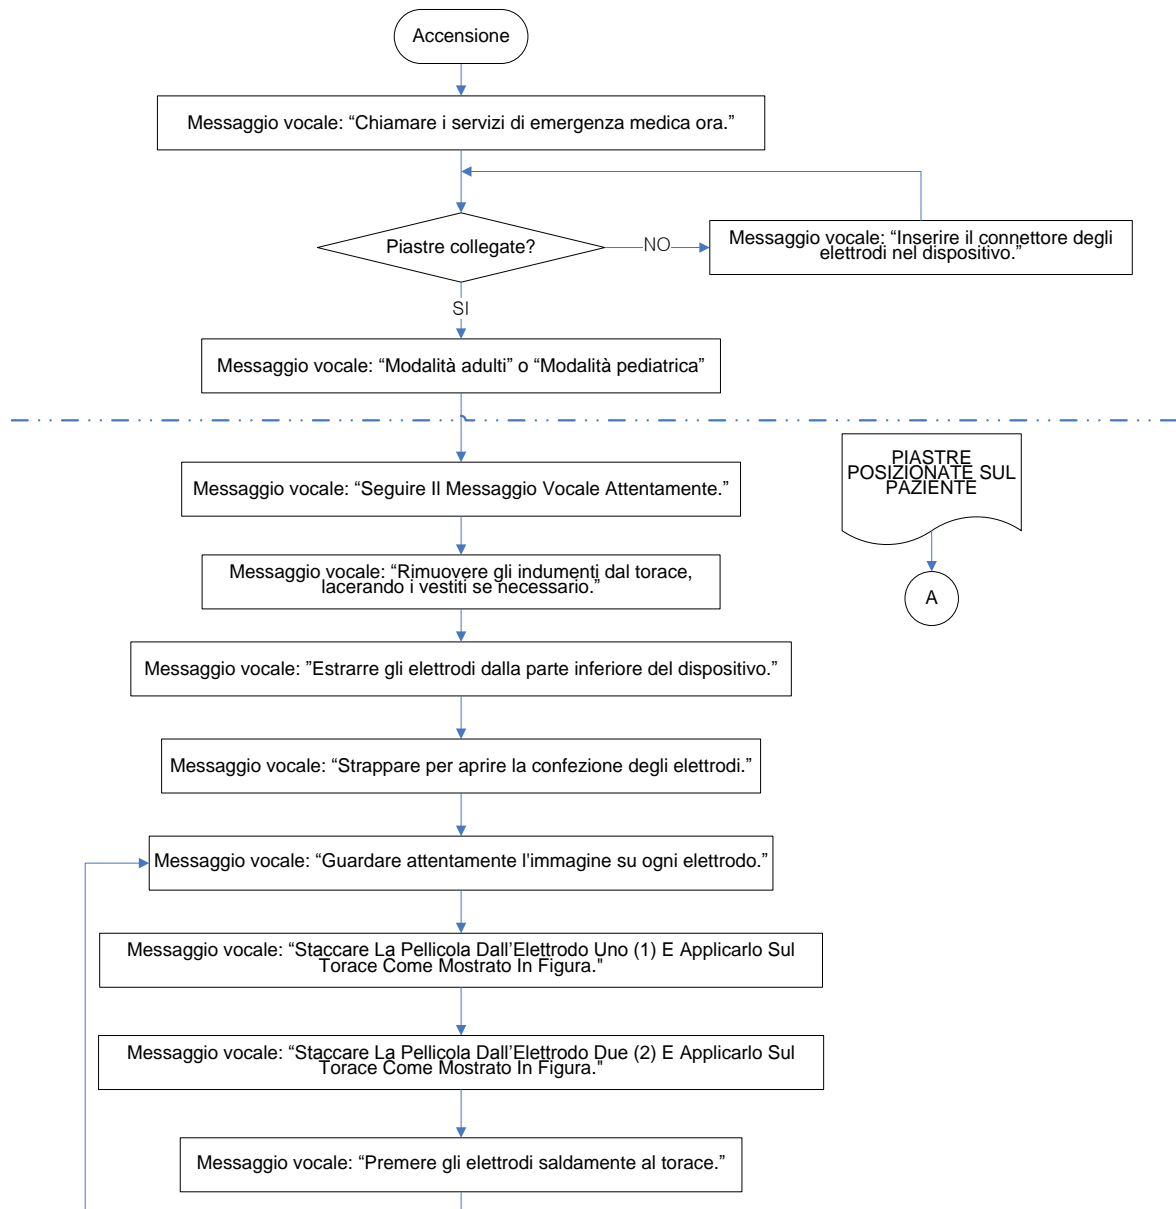 Accensione
Messaggio vocale: “Chiamare i servizi di emergenza medica ora.”
Piastre collegate?
NO
Messaggio vocale: “Inserire il connettore degli
elettrodi nel dispositivo.”
SI
Messaggio vocale: “Modalità adulti” o “Modalità pediatrica”
PIASTRE
POSIZIONATE SUL
PAZIENTE
A
Messaggio vocale: “Seguire Il Messaggio Vocale Attentamente.”
Messaggio vocale: “Rimuovere gli indumenti dal torace,
lacerando i vestiti se necessario.”
Messaggio vocale: ”Estrarre gli elettrodi dalla parte inferiore del dispositivo.”
Messaggio vocale: “Strappare per aprire la confezione degli elettrodi.”
Messaggio vocale: “Guardare attentamente l'immagine su ogni elettrodo.”
Messaggio vocale: “Staccare La Pellicola Dall’Elettrodo Uno (1) E Applicarlo Sul
Torace Come Mostrato In Figura."
Messaggio vocale: “Staccare La Pellicola Dall’Elettrodo Due (2) E Applicarlo Sul
Torace Come Mostrato In Figura."
Messaggio vocale: “Premere gli elettrodi saldamente al torace.”